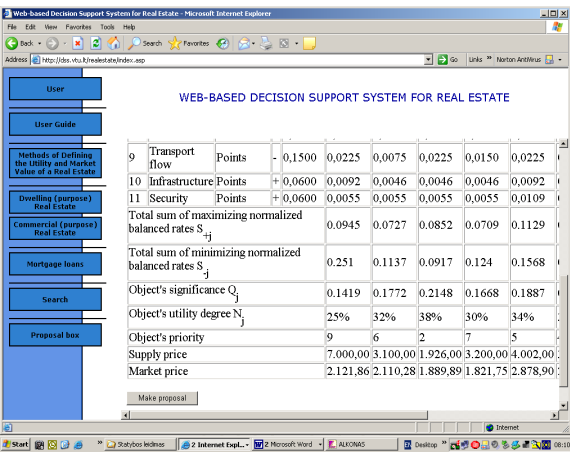 Web-based Decision Support System for Real Estate - Microsoft Internet Explorer
File Edit View Favorites Tools Help
Back Search Favorites
Address http://dss.vtu.lt/realestate/index.asp Go Links » Norton AntiVirus
User
User Guide
Methods of Defining
the Utility and Market
Value of a Real Estate
Dwelling (purpose)
Real Estate
Commercial (purpose)
Real Estate
Mortgage loans
Search
Proposal box
WEB-BASED DECISION SUPPORT SYSTEM FOR REAL ESTATE
9 Transport flow Points - 0,1500 0,0225 0,0075 0,0225 0,0150 0,0225
10 Infrastructure Points + 0,0600 0,0092 0,0046 0,0046 0,0046 0,0092
11 Security Points + 0,0600 0,0055 0,0055 0,0055 0,0055 0,0109
Total sum of maximizing normalized
balanced rates S+j 0.0945 0.0727 0.0852 0.0709 0.1129
Total sum of minimizing normalized
balanced rates S-j 0.251 0.1137 0.0917 0.124 0.1568
Object's significance Qj 0.1419 0.1772 0.2148 0.1668 0.1887
Object's utility degree Nj 25% 32% 38% 30% 34%
Object's priority 9 6 2 7 5
Supply price 7.000,00 3.100,00 1.926,00 3.200,00 4.002,00
Market price 2.121,86 2.110,28 1.889,89 1.821,75 2.878,90
Make proposal
Internet
Start » Statybos leidimas 2 Internet Expl... 2 Microsoft Word ALKONAS Desktop » 08:10